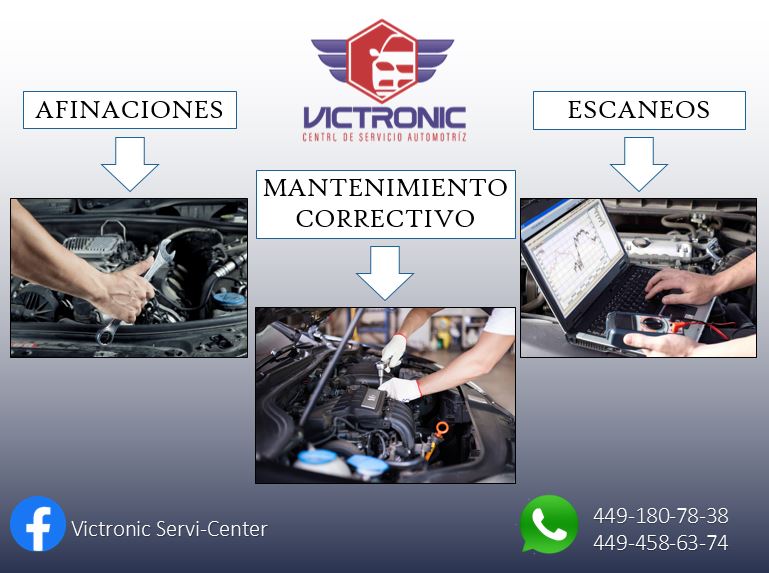 VICTRONIC
CENTRL DE SERVICIO AUTOMOTRÍZ
AFINACIONES
ESCANEOS
MANTENIMIENTO
CORRECTIVO
Victronic Servi-Center
449-180-78-38
449-458-63-74